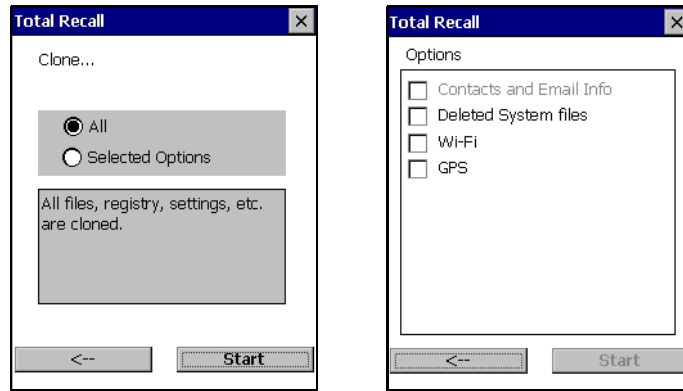 Total Recall
Clone...
All
Selected Options
All files, registry, settings, etc.
are cloned.
<--
Start
Total Recall
Options
Contacts and Email Info
Deleted System files
Wi-Fi
GPS
<--
Start